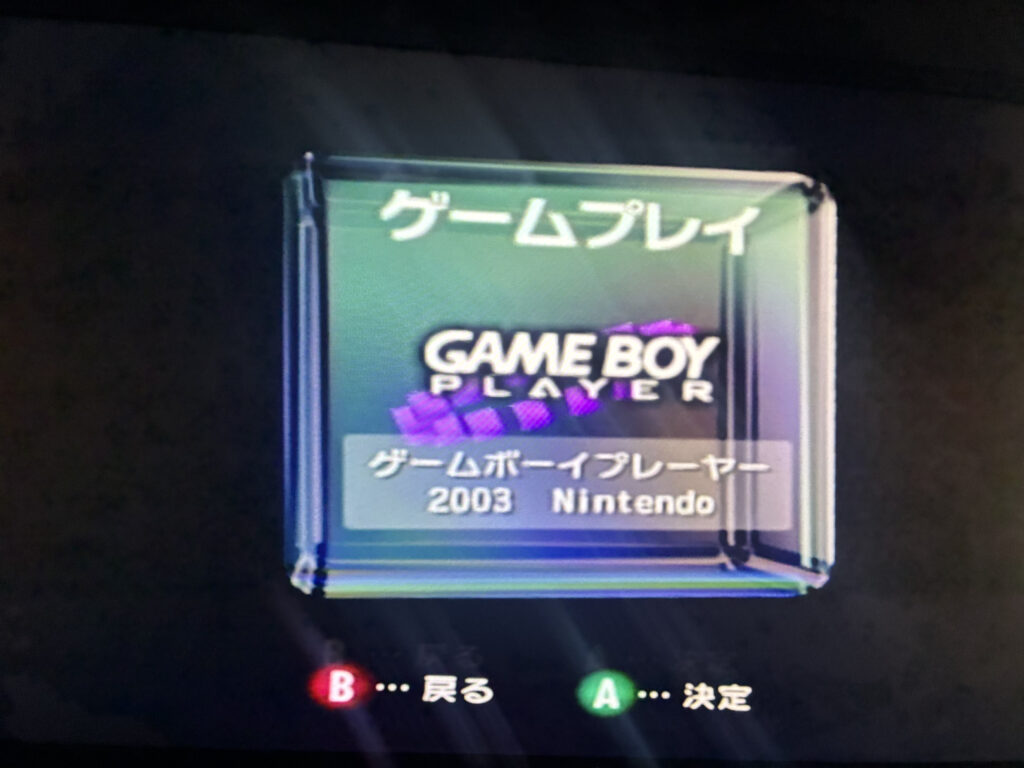 ゲームプレイ
GAME BOY
PLAYER
ゲームボーイプレーヤー
2003 Nintendo
B … 戻る A … 決定